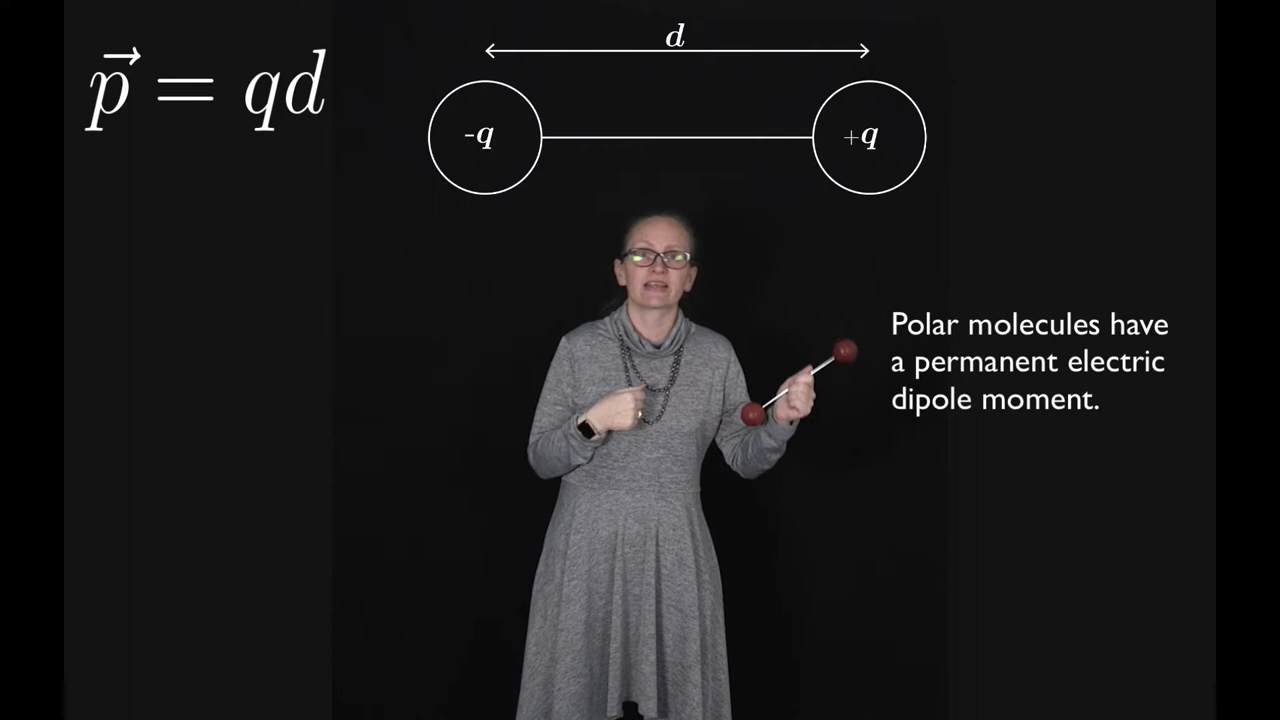 p⃗ = qd
d
-q
+q
Polar molecules have
a permanent electric
dipole moment.